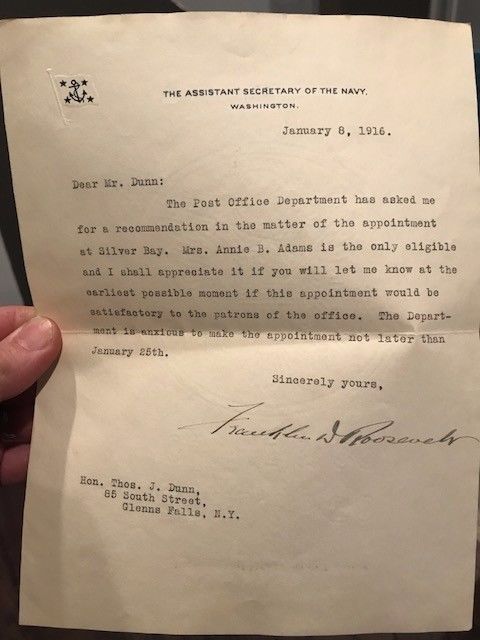 THE ASSISTANT SECRETARY OF THE NAVY.
WASHINGTON.
January 8, 1916.
Dear Mr. Dunn:
The Post Office Department has asked me
for a recommendation in the matter of the appointment
at Silver Bay. Mrs. Annie B. Adams is the only eligible
and I shall appreciate it if you will let me know at the
earliest possible moment if this appointment would be
satisfactory to the patrons of the office. The Depart-
ment is anxious to make the appointment not later than
January 25th.
Sincerely yours,
Franklin D Roosevelt
Hon. Thos. J. Dunn,
85 South Street,
Glenns Falls, N.Y.